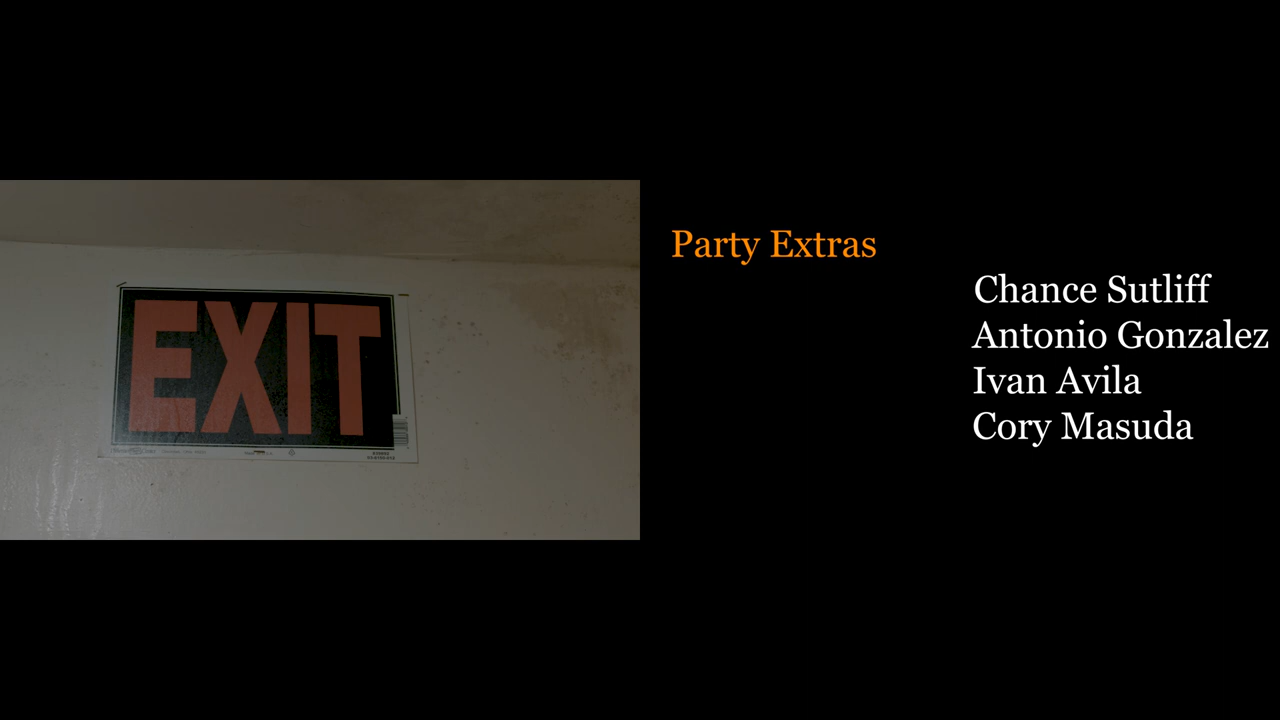 EXIT
Party Extras
Chance Sutliff
Antonio Gonzalez
Ivan Avila
Cory Masuda